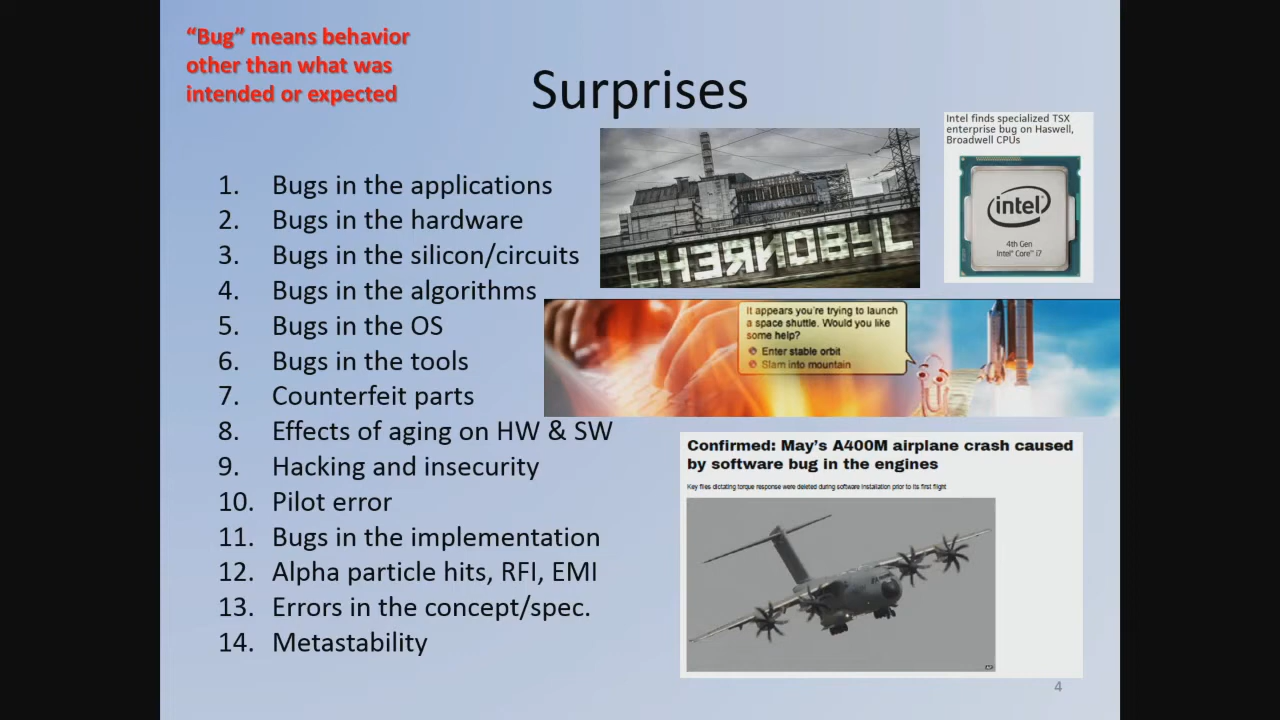 “Bug” means behavior
other than what was
intended or expected
Surprises
1. Bugs in the applications
2. Bugs in the hardware
3. Bugs in the silicon/circuits
4. Bugs in the algorithms
5. Bugs in the OS
6. Bugs in the tools
7. Counterfeit parts
8. Effects of aging on HW & SW
9. Hacking and insecurity
10. Pilot error
11. Bugs in the implementation
12. Alpha particle hits, RFI, EMI
13. Errors in the concept/spec.
14. Metastability
CHERNOBYL
Intel finds specialized TSX
enterprise bug on Haswell,
Broadwell CPUs
intel
4th Gen
Intel® Core™ i7
It appears you're trying to launch
a space shuttle. Would you like
some help?
Enter stable orbit
Slam into mountain
Confirmed: May’s A400M airplane crash caused
by software bug in the engines
Key files dictating torque response were deleted during software installation prior to its first flight
4